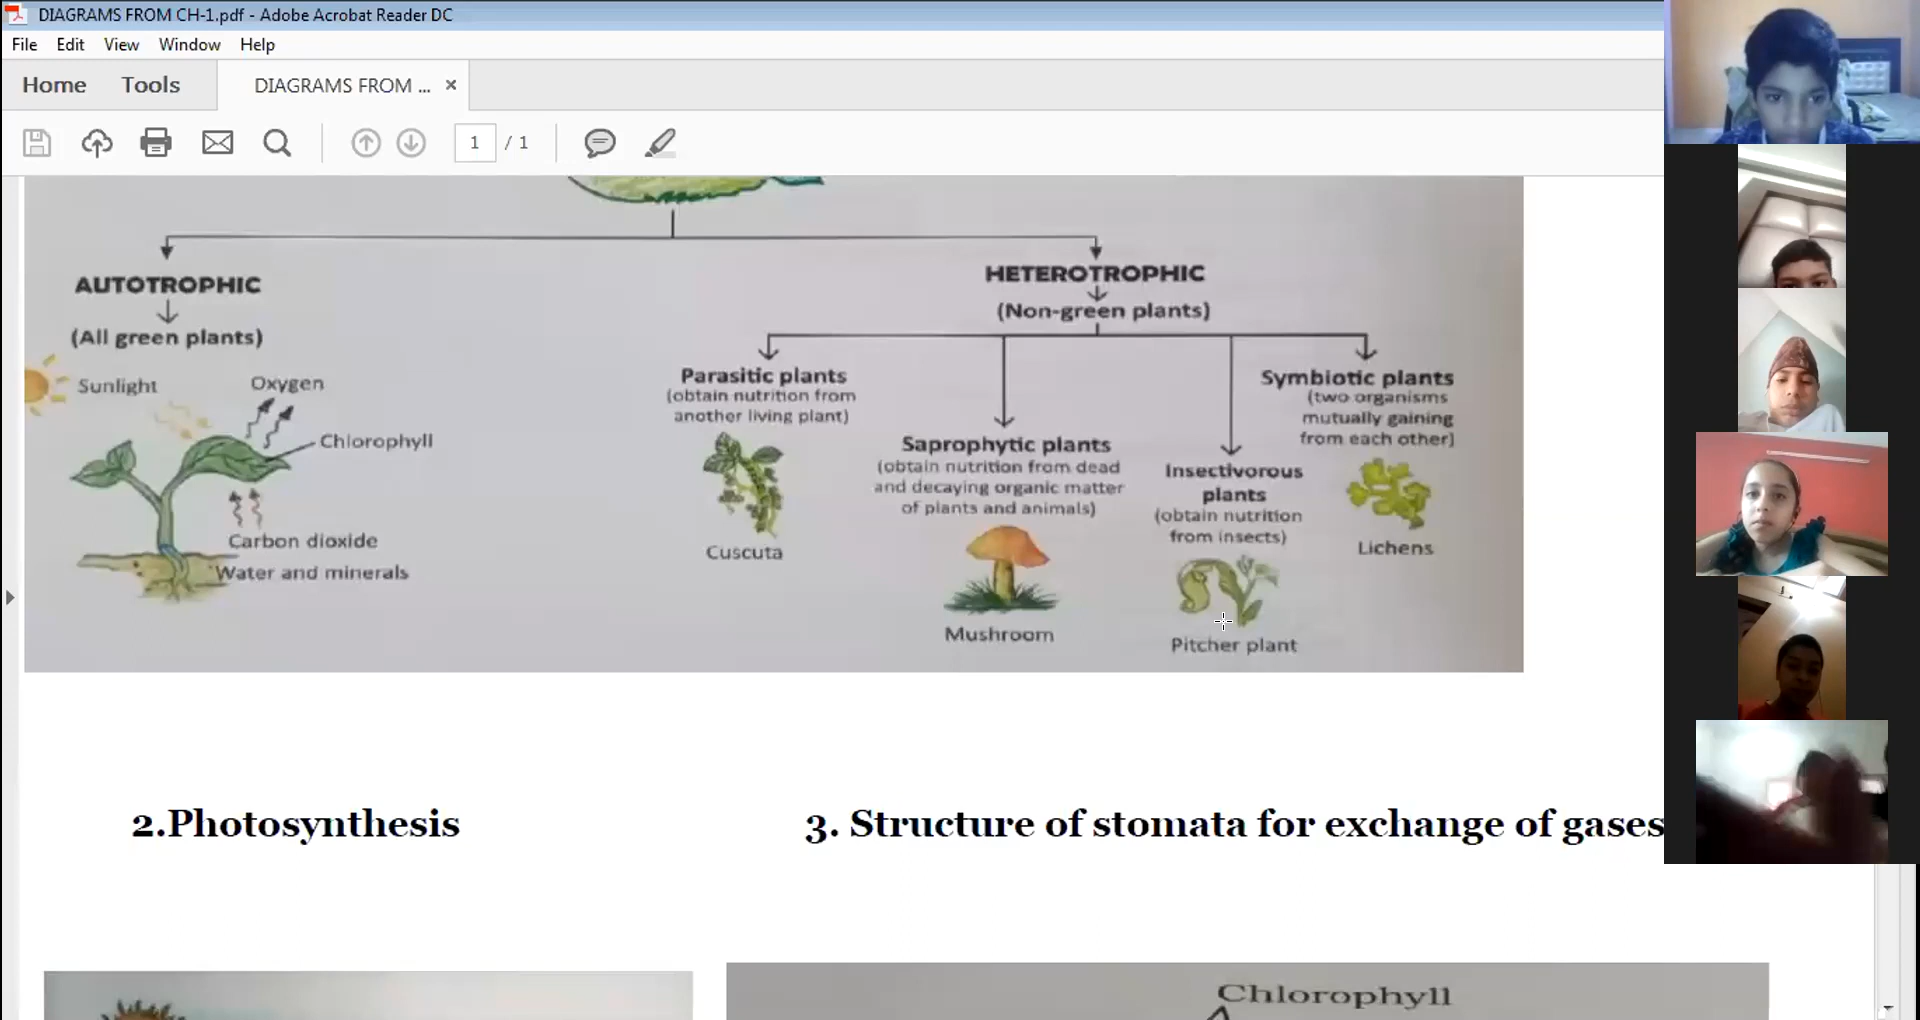 DIAGRAMS FROM CH-1.pdf - Adobe Acrobat Reader DC
File Edit View Window Help
Home Tools DIAGRAMS FROM ... ×
1 / 1
AUTOTROPHIC
(All green plants)
Sunlight
Oxygen
Chlorophyll
Carbon dioxide
Water and minerals
HETEROTROPHIC
(Non-green plants)
Parasitic plants
(obtain nutrition from
another living plant)
Cuscuta
Saprophytic plants
(obtain nutrition from dead
and decaying organic matter
of plants and animals)
Mushroom
Insectivorous
plants
(obtain nutrition
from insects)
Pitcher plant
Symbiotic plants
(two organisms
mutually gaining
from each other)
Lichens
2.Photosynthesis
3. Structure of stomata for exchange of gases
Chlorophyll